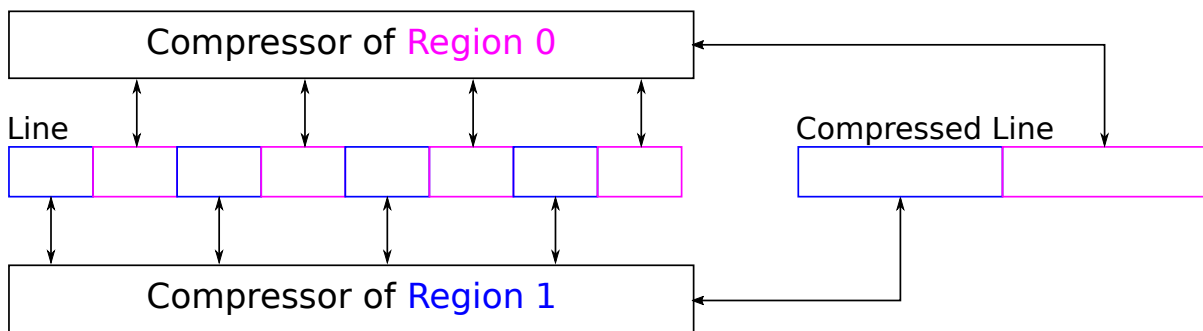 Compressor of Region 0
Line
Compressed Line
Compressor of Region 1